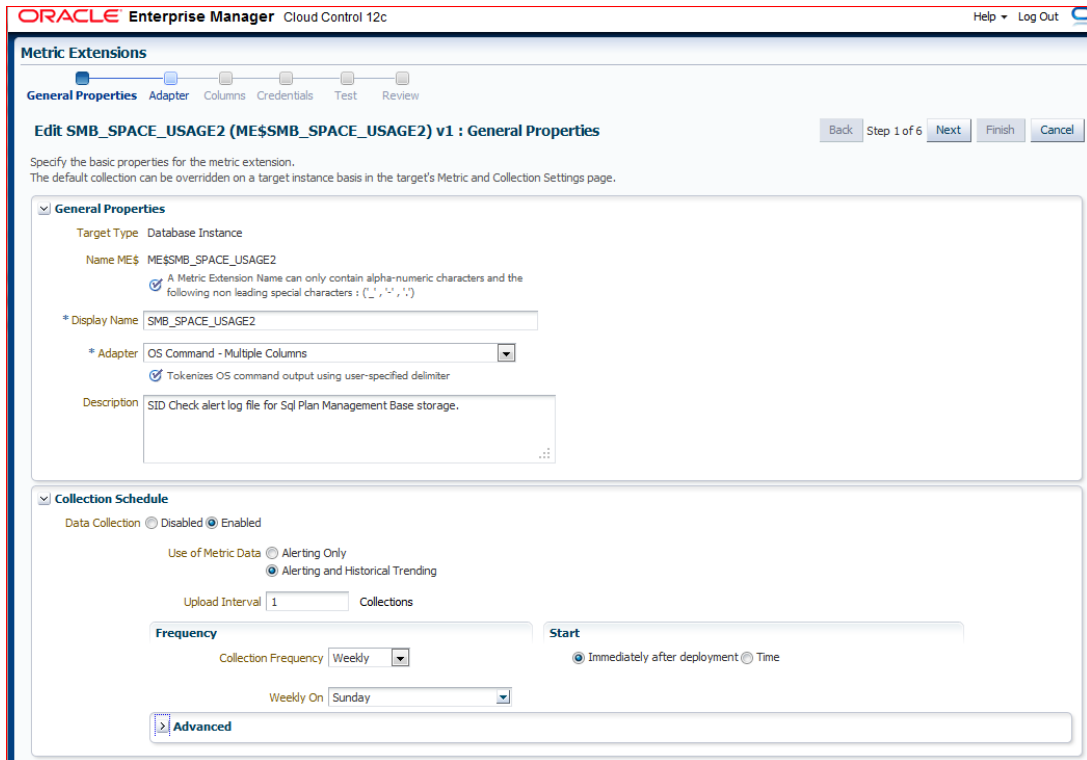 ORACLE Enterprise Manager Cloud Control 12c
Help Log Out
Metric Extensions
General Properties Adapter Columns Credentials Test Review
Edit SMB_SPACE_USAGE2 (ME$SMB_SPACE_USAGE2) v1 : General Properties
Back Step 1 of 6 Next Finish Cancel
Specify the basic properties for the metric extension.
The default collection can be overridden on a target instance basis in the target's Metric and Collection Settings page.
General Properties
Target Type Database Instance
Name ME$ ME$SMB_SPACE_USAGE2
A Metric Extension Name can only contain alpha-numeric characters and the
following non leading special characters : ('_' , '-' , '.')
* Display Name SMB_SPACE_USAGE2
* Adapter OS Command - Multiple Columns
Tokenizes OS command output using user-specified delimiter
Description SID Check alert log file for Sql Plan Management Base storage.
Collection Schedule
Data Collection Disabled Enabled
Use of Metric Data Alerting Only
Alerting and Historical Trending
Upload Interval 1 Collections
Frequency
Collection Frequency Weekly
Weekly On Sunday
Start
Immediately after deployment Time
Advanced